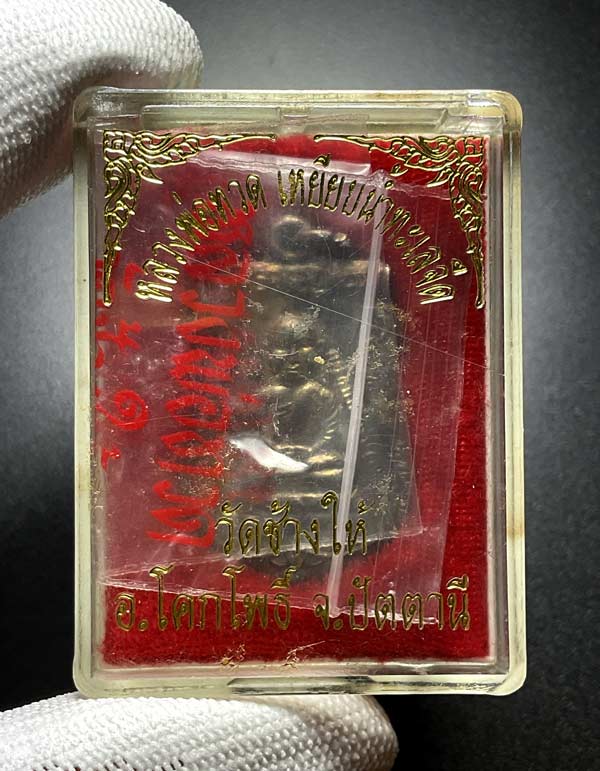 หลวงพ่อทวด เหยียบน้ำทะเลจืด
วัดช้างให้
อ.โคกโพธิ์ จ.ปัตตานี